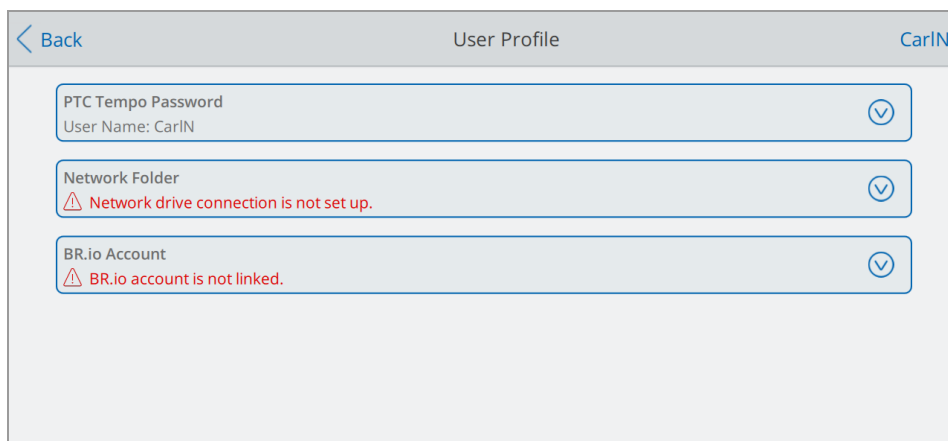 Back
User Profile
CarlN
PTC Tempo Password
User Name: CarlN
Network Folder
Network drive connection is not set up.
BR.io Account
BR.io account is not linked.